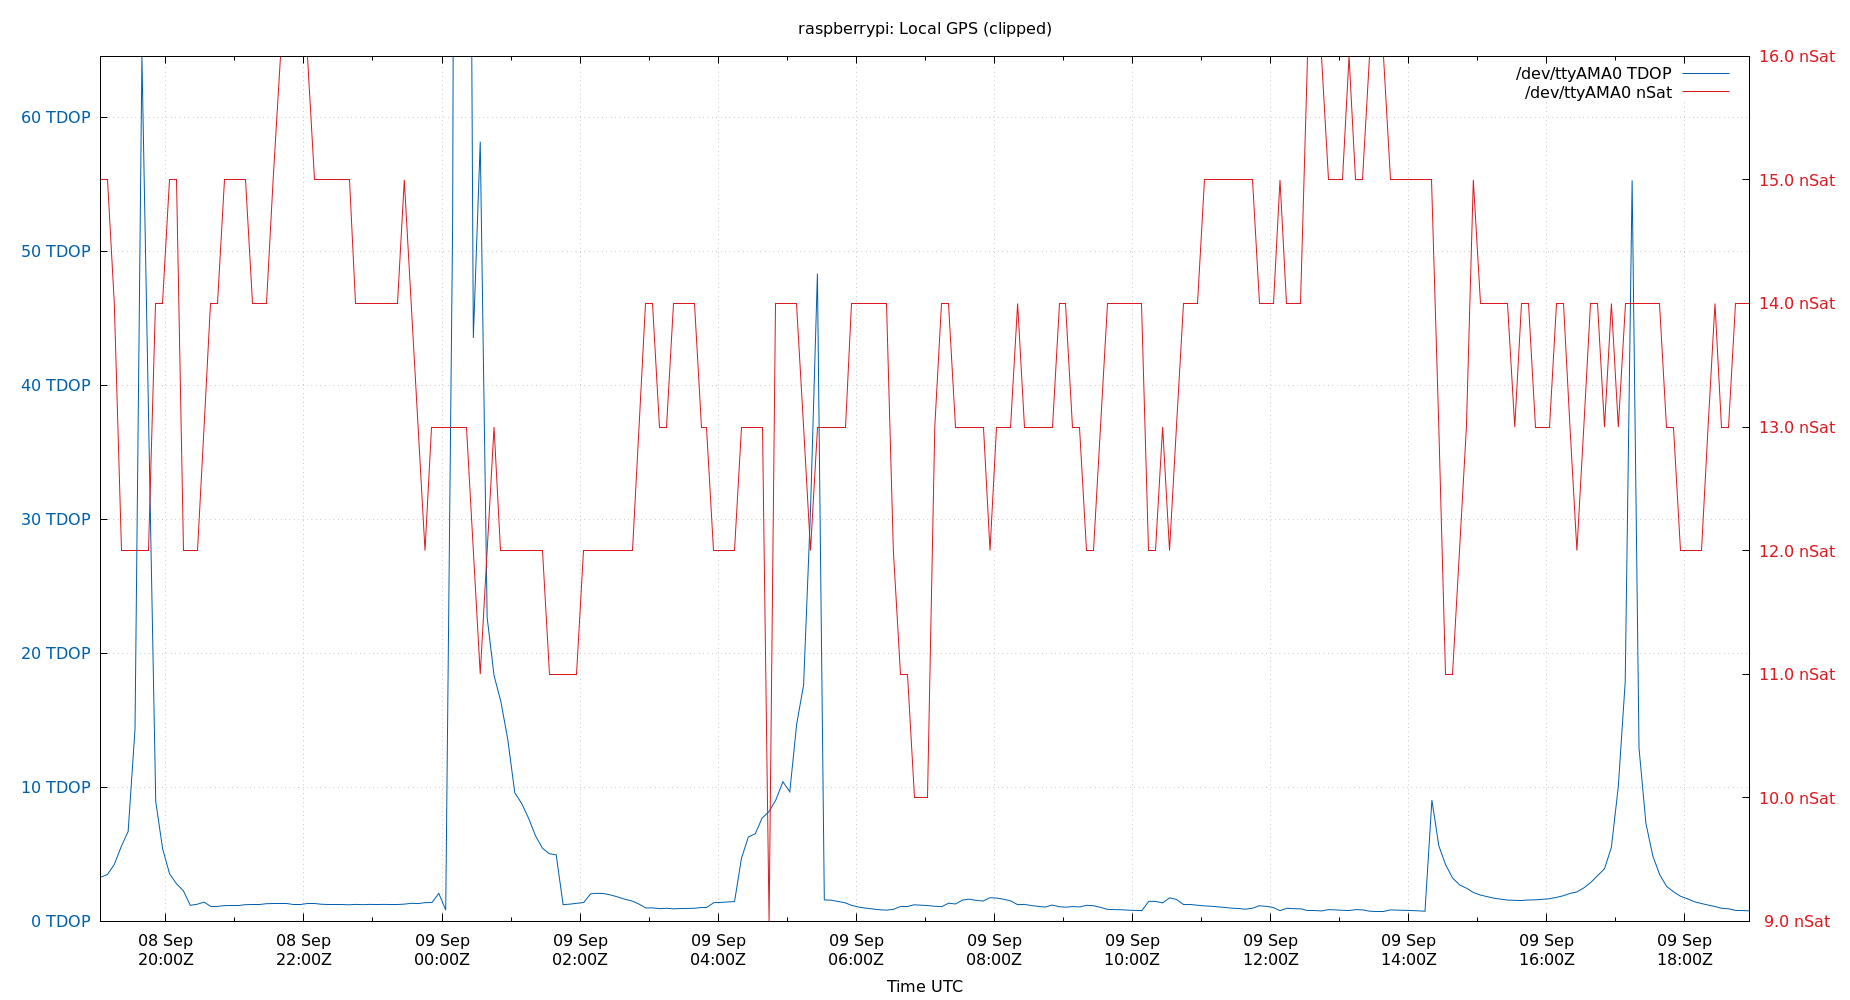 raspberrypi: Local GPS (clipped)
/dev/ttyAMA0 TDOP
/dev/ttyAMA0 nSat
60 TDOP
50 TDOP
40 TDOP
30 TDOP
20 TDOP
10 TDOP
0 TDOP
16.0 nSat
15.0 nSat
14.0 nSat
13.0 nSat
12.0 nSat
11.0 nSat
10.0 nSat
9.0 nSat
08 Sep
20:00Z
08 Sep
22:00Z
09 Sep
00:00Z
09 Sep
02:00Z
09 Sep
04:00Z
09 Sep
06:00Z
09 Sep
08:00Z
09 Sep
10:00Z
09 Sep
12:00Z
09 Sep
14:00Z
09 Sep
16:00Z
09 Sep
18:00Z
Time UTC